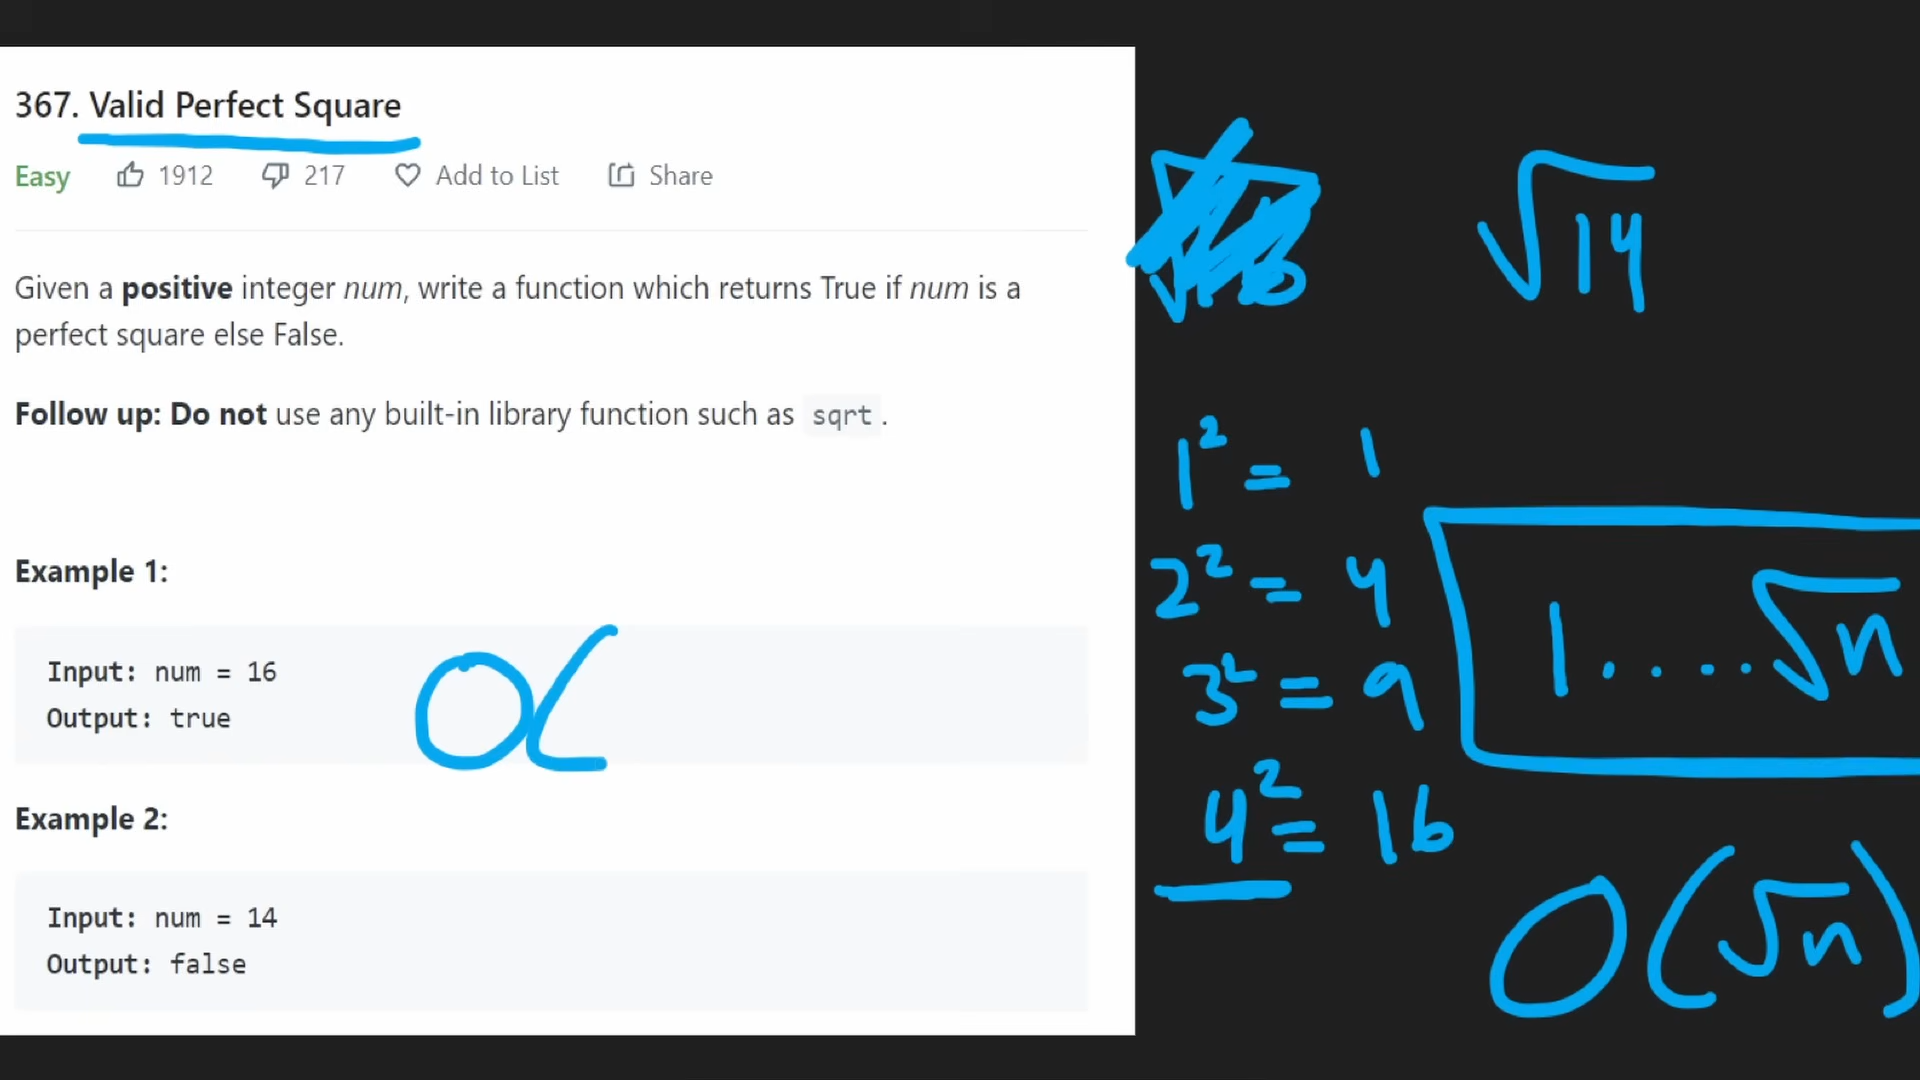 367. Valid Perfect Square
Easy 1912 217 Add to List Share
Given a positive integer num, write a function which returns True if num is a
perfect square else False.
Follow up: Do not use any built-in library function such as sqrt.
Example 1:
Input: num = 16
Output: true
O(
Example 2:
Input: num = 14
Output: false
√14
1² = 1
2² = 4
3² = 9
4² = 16
1....√n
O(√n)